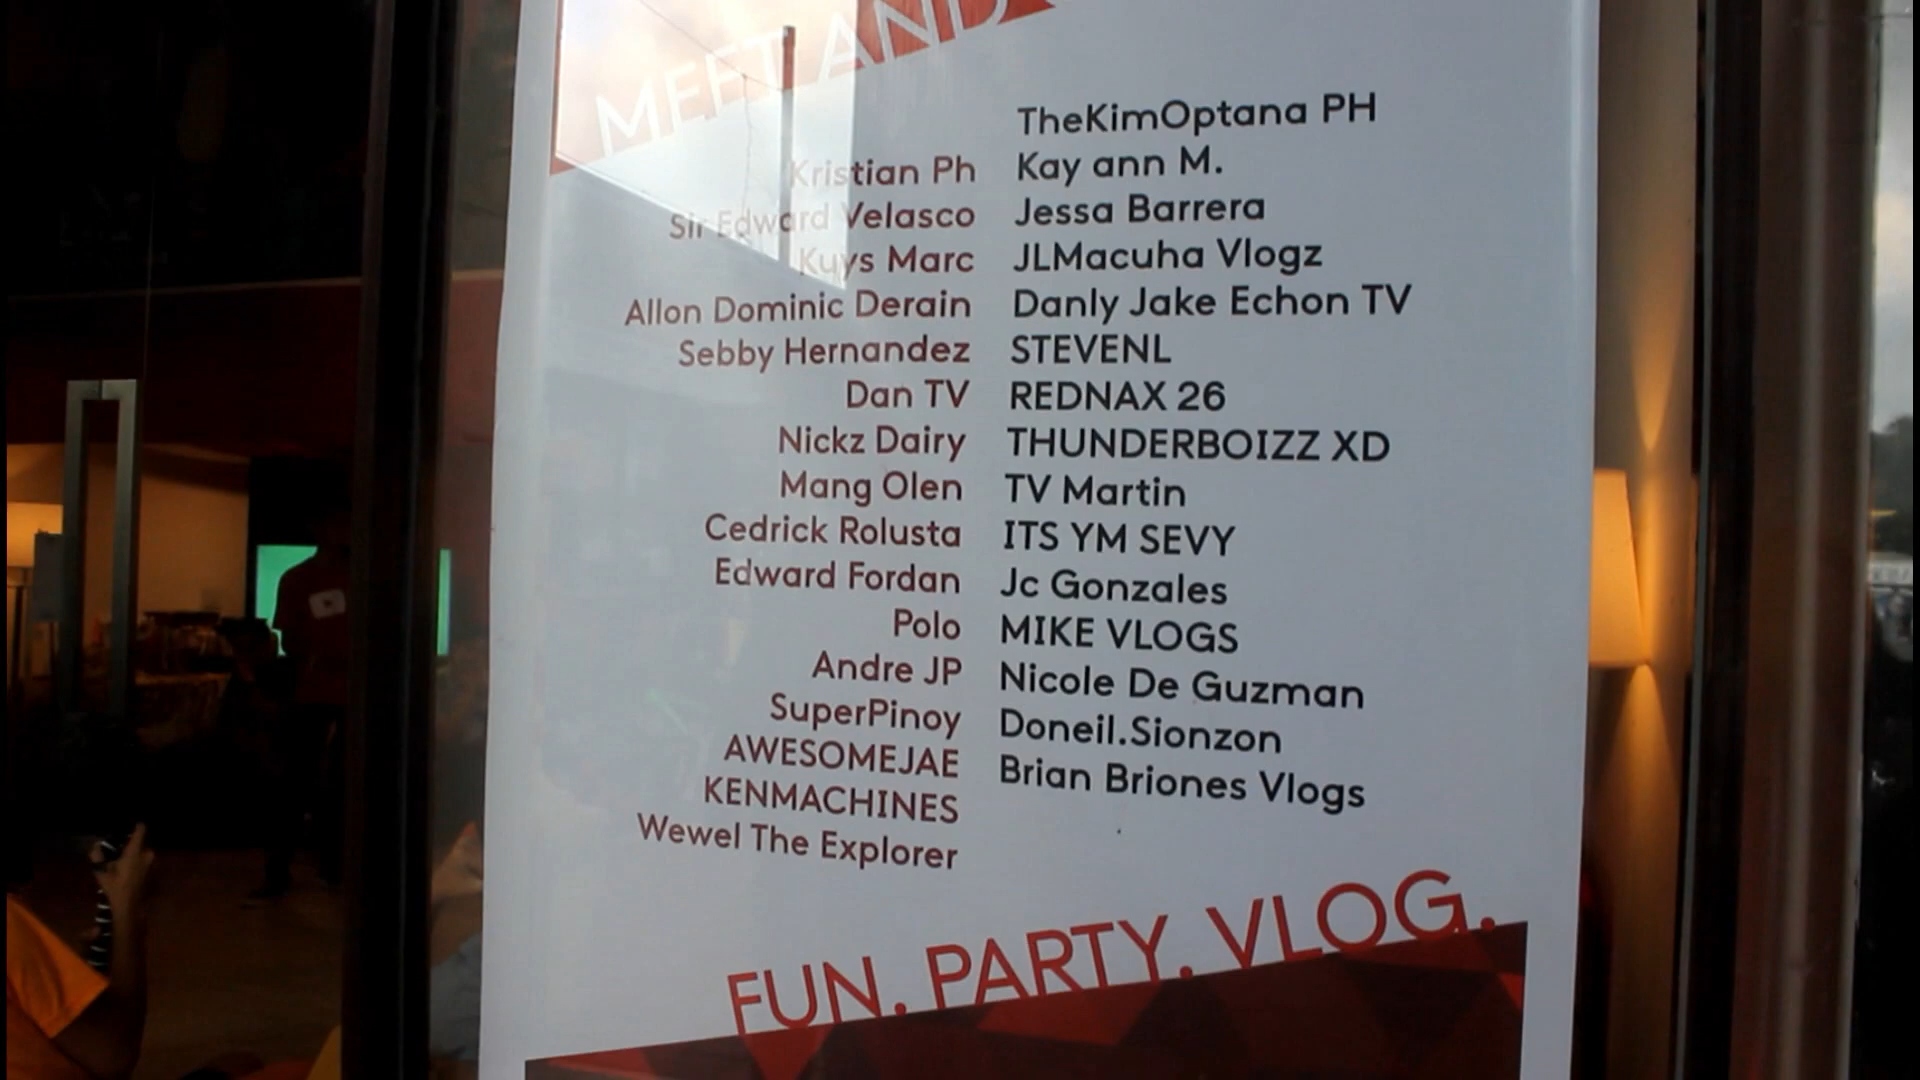 MEET AND
Kristian Ph
Sir Edward Velasco
Kuys Marc
Allon Dominic Derain
Sebby Hernandez
Dan TV
Nickz Dairy
Mang Olen
Cedrick Rolusta
Edward Fordan
Polo
Andre JP
SuperPinoy
AWESOMEJAE
KENMACHINES
Wewel The Explorer
TheKimOptana PH
Kay ann M.
Jessa Barrera
JLMacuha Vlogz
Danly Jake Echon TV
STEVENL
REDNAX 26
THUNDERBOIZZ XD
TV Martin
ITS YM SEVY
Jc Gonzales
MIKE VLOGS
Nicole De Guzman
Doneil.Sionzon
Brian Briones Vlogs
FUN. PARTY. VLOG.